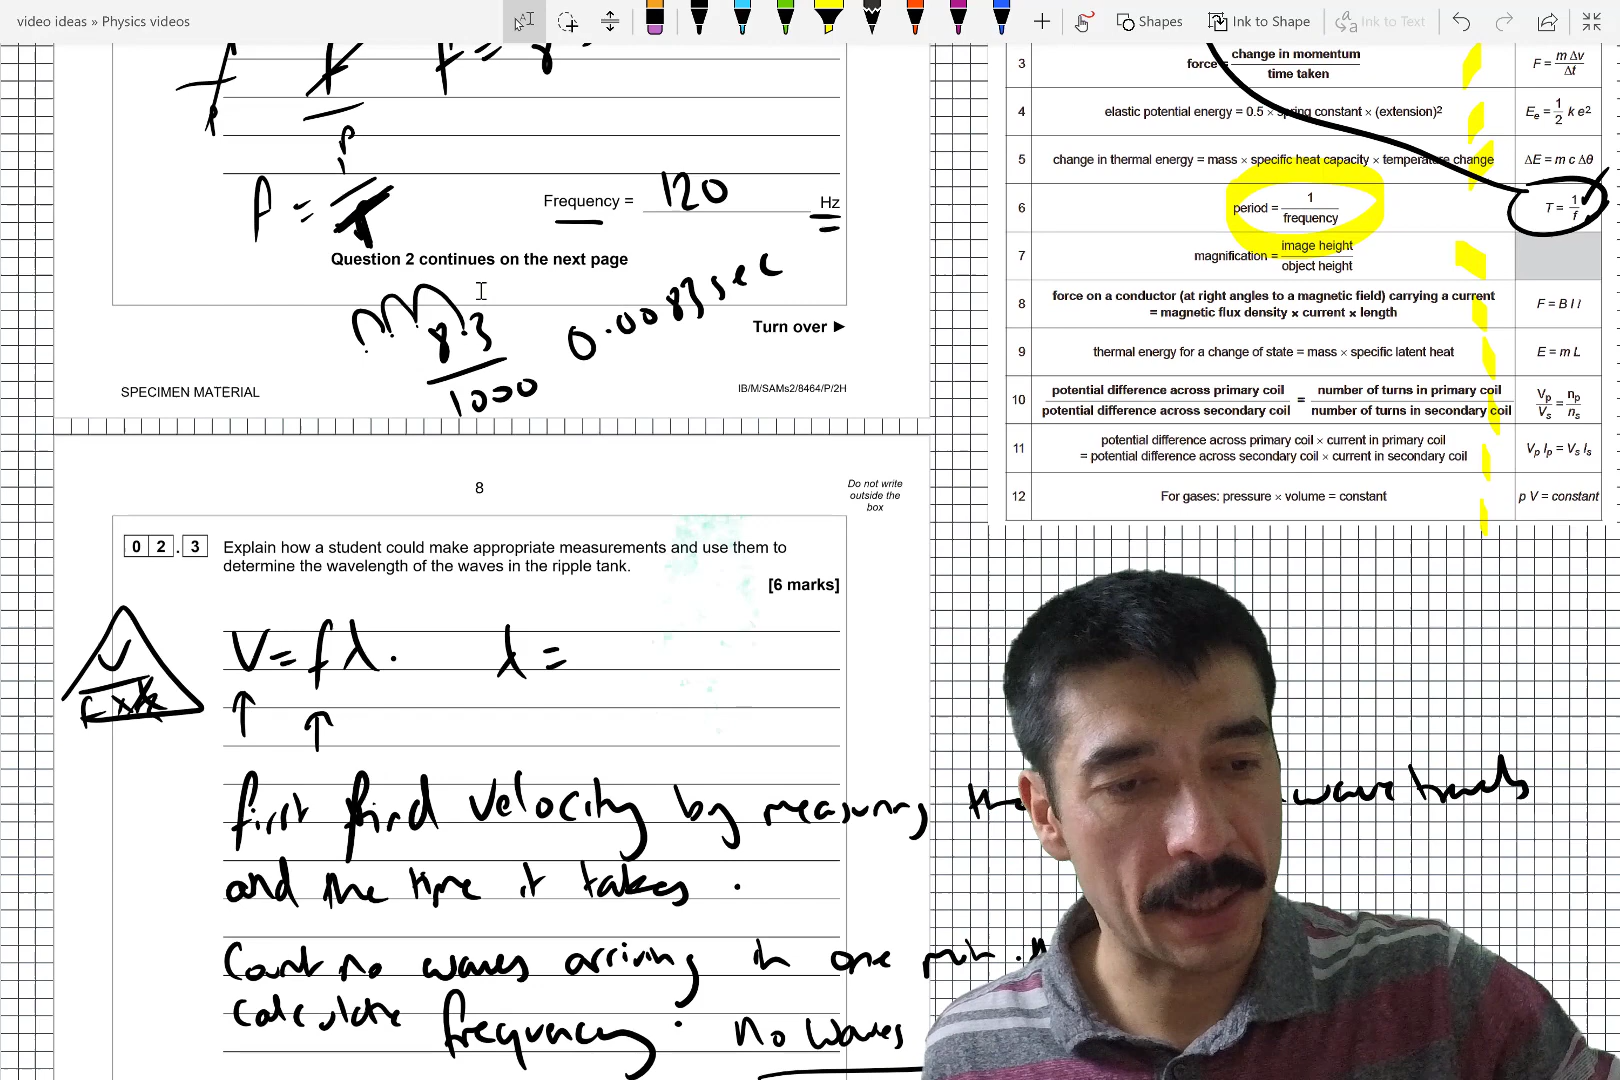 video ideas » Physics videos
Shapes
Ink to Shape
Ink to Text
Frequency = 120 Hz
Question 2 continues on the next page
8.3
1000
0.0083 sec
Turn over ►
SPECIMEN MATERIAL
IB/M/SAMs2/8464/P/2H
8
Do not write
outside the
box
0 2 . 3 Explain how a student could make appropriate measurements and use them to
determine the wavelength of the waves in the ripple tank.
[6 marks]
V = fλ. λ =
V
first find velocity by measuring the wave travels
and the time it takes.
Count no waves arriving in one min.
calculate frequency. no waves
3 force = change in momentum / time taken F = m Δv / Δt
4 elastic potential energy = 0.5 × spring constant × (extension)² Eₑ = 1/2 k e²
5 change in thermal energy = mass × specific heat capacity × temperature change ΔE = m c Δθ
6 period = 1 / frequency T = 1 / f
7 magnification = image height / object height
8 force on a conductor (at right angles to a magnetic field) carrying a current
= magnetic flux density × current × length F = B I l
9 thermal energy for a change of state = mass × specific latent heat E = m L
10 potential difference across primary coil / potential difference across secondary coil = number of turns in primary coil / number of turns in secondary coil Vp / Vs = np / ns
11 potential difference across primary coil × current in primary coil
= potential difference across secondary coil × current in secondary coil Vp Ip = Vs Is
12 For gases: pressure × volume = constant p V = constant